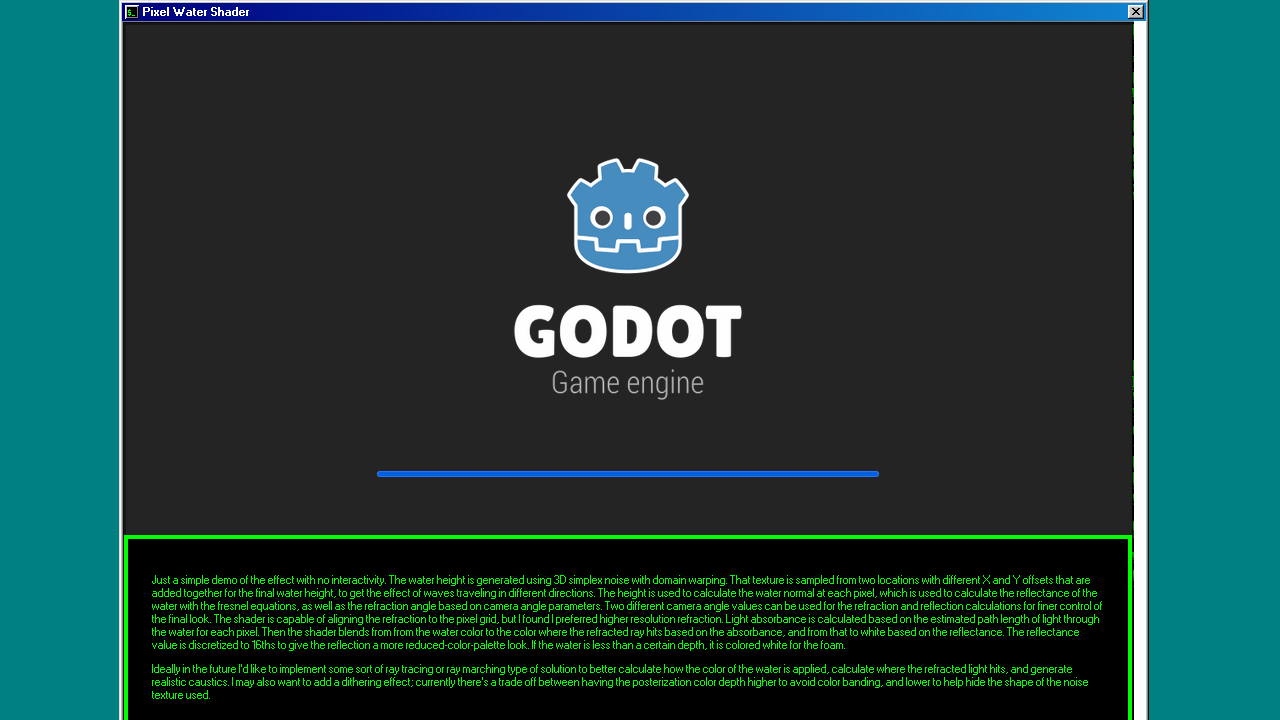 Pixel Water Shader
GODOT
Game engine
Just a simple demo of the effect with no interactivity. The water height is generated using 3D simplex noise with domain warping. That texture is sampled from two locations with different X and Y offsets that are
added together for the final water height, to get the effect of waves traveling in different directions. The height is used to calculate the water normal at each pixel, which is used to calculate the reflectance of the
water with the fresnel equations, as well as the refraction angle based on camera angle parameters. Two different camera angle values can be used for the refraction and reflection calculations for finer control of
the final look. The shader is capable of aligning the refraction to the pixel grid, but I found I preferred higher resolution refraction. Light absorbance is calculated based on the estimated path length of light through
the water for each pixel. Then the shader blends from from the water color to the color where the refracted ray hits based on the absorbance, and from that to white based on the reflectance. The reflectance
value is discretized to 16ths to give the reflection a more reduced-color-palette look. If the water is less than a certain depth, it is colored white for the foam.
Ideally in the future I'd like to implement some sort of ray tracing or ray marching type of solution to better calculate how the color of the water is applied, calculate where the refracted light hits, and generate
realistic caustics. I may also want to add a dithering effect; currently there's a trade off between having the posterization color depth higher to avoid color banding, and lower to help hide the shape of the noise
texture used.